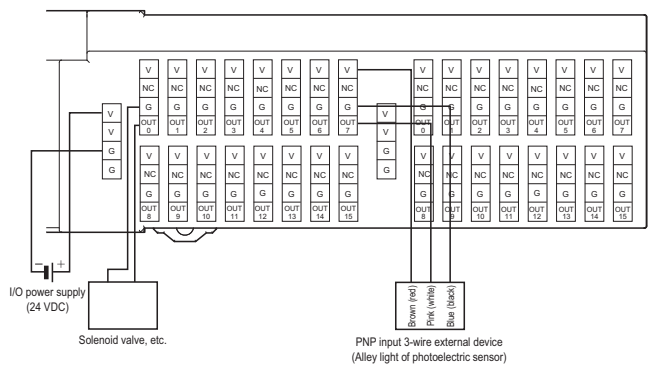 V V V V V V V V V V V V V V V V
NC NC NC NC NC NC NC NC NC NC NC NC NC NC NC NC
G G G G G G G G G G G G G G G G
OUT OUT OUT OUT OUT OUT OUT OUT OUT OUT OUT OUT OUT OUT OUT OUT
0 1 2 3 4 5 6 7 0 1 2 3 4 5 6 7
V V
V V
G G
G G
V V V V V V V V V V V V V V V V
NC NC NC NC NC NC NC NC NC NC NC NC NC NC NC NC
G G G G G G G G G G G G G G G G
OUT OUT OUT OUT OUT OUT OUT OUT OUT OUT OUT OUT OUT OUT OUT OUT
8 9 10 11 12 13 14 15 8 9 10 11 12 13 14 15
− +
I/O power supply
(24 VDC)
Solenoid valve, etc.
Brown (red)
Pink (white)
Blue (black)
PNP input 3-wire external device
(Alley light of photoelectric sensor)